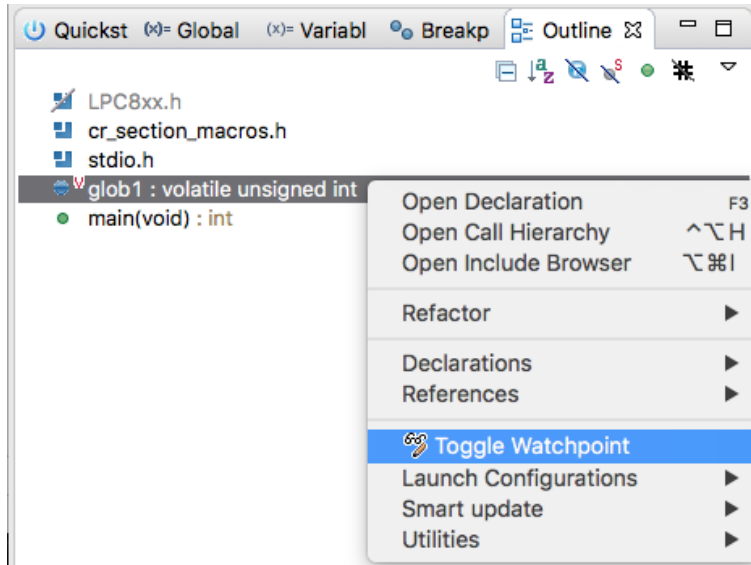 Quickst (x)= Global (x)= Variabl Breakp Outline
LPC8xx.h
cr_section_macros.h
stdio.h
glob1 : volatile unsigned int
main(void) : int
Open Declaration F3
Open Call Hierarchy ^⌥H
Open Include Browser ⌥⌘I
Refactor
Declarations
References
Toggle Watchpoint
Launch Configurations
Smart update
Utilities